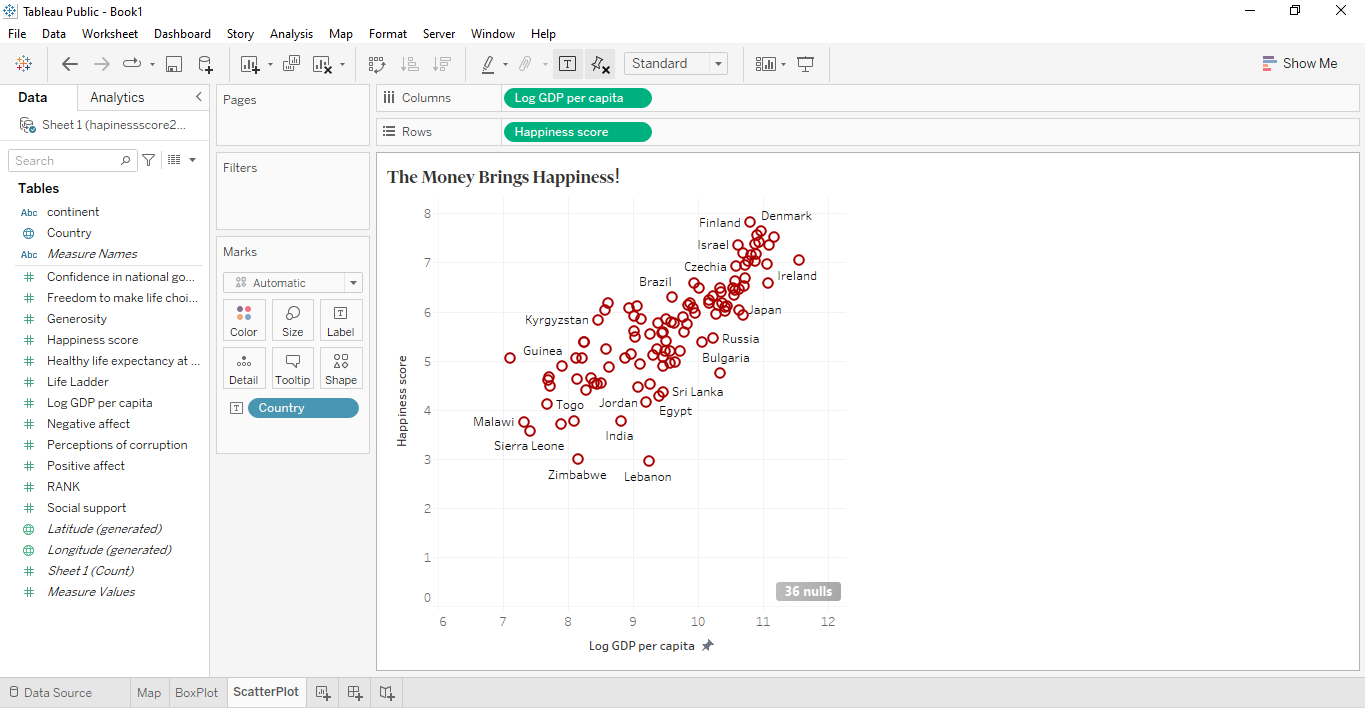 Tableau Public - Book1
File Data Worksheet Dashboard Story Analysis Map Format Server Window Help
Standard
Show Me
Data Analytics
Sheet 1 (hapinessscore2...
Search
Tables
Abc continent
Country
Abc Measure Names
Confidence in national go...
Freedom to make life choi...
Generosity
Happiness score
Healthy life expectancy at ...
Life Ladder
Log GDP per capita
Negative affect
Perceptions of corruption
Positive affect
RANK
Social support
Latitude (generated)
Longitude (generated)
Sheet 1 (Count)
Measure Values
Pages
Filters
Marks
Automatic
Color Size Label
Detail Tooltip Shape
Country
Columns Log GDP per capita
Rows Happiness score
The Money Brings Happiness!
Happiness score
8
7
6
5
4
3
2
1
0
Denmark
Finland
Israel
Czechia
Ireland
Brazil
Japan
Kyrgyzstan
Russia
Guinea
Bulgaria
Sri Lanka
Togo
Jordan
Egypt
Malawi
India
Sierra Leone
Zimbabwe
Lebanon
36 nulls
6 7 8 9 10 11 12
Log GDP per capita
Data Source Map BoxPlot ScatterPlot